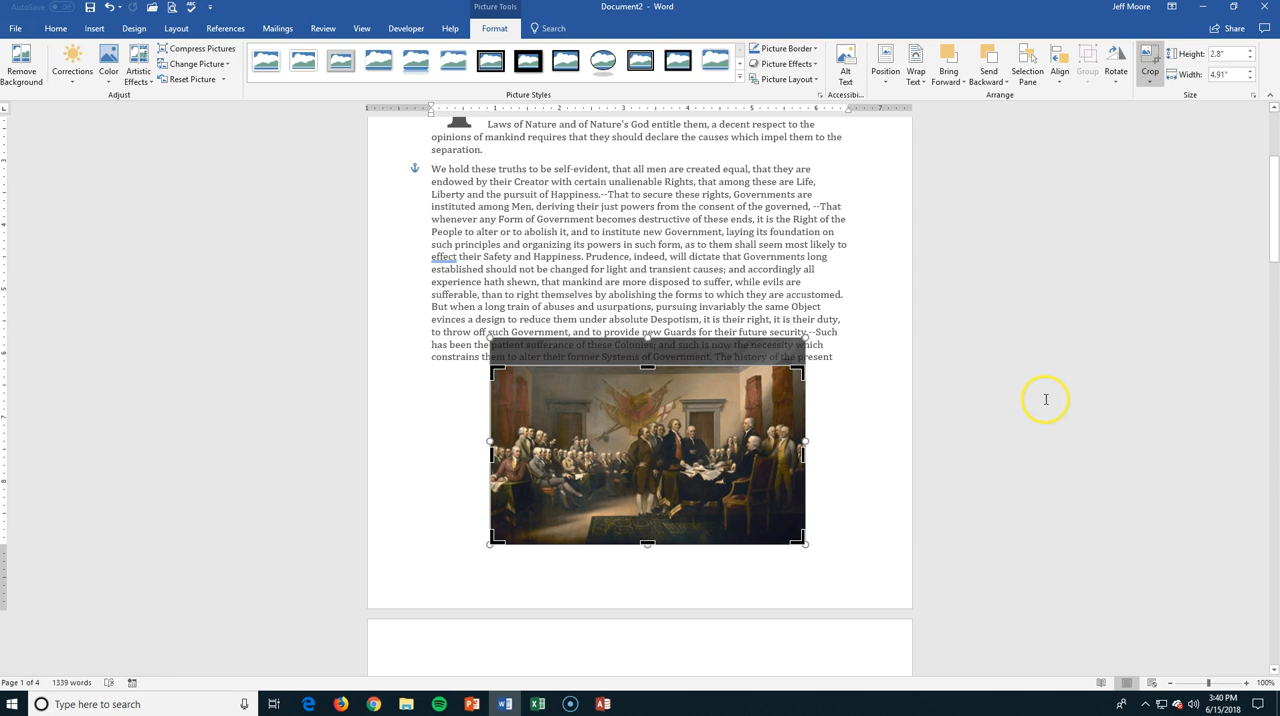 AutoSave Off
Picture Tools
Document2 - Word
Jeff Moore
File Home Insert Draw Design Layout References Mailings Review View Developer Help Format Search
Share
Remove Background
Corrections
Color
Artistic Effects
Compress Pictures
Change Picture
Reset Picture
Adjust
Picture Styles
Picture Border
Picture Effects
Picture Layout
Alt Text
Accessibi...
Position
Wrap Text
Bring Forward
Send Backward
Selection Pane
Align
Group
Rotate
Arrange
Crop
Height: 2.8"
Width: 4.91"
Size
1 1 2 3 4 5 6 7
Laws of Nature and of Nature's God entitle them, a decent respect to the
opinions of mankind requires that they should declare the causes which impel them to the
separation.
We hold these truths to be self-evident, that all men are created equal, that they are
endowed by their Creator with certain unalienable Rights, that among these are Life,
Liberty and the pursuit of Happiness.--That to secure these rights, Governments are
instituted among Men, deriving their just powers from the consent of the governed, --That
whenever any Form of Government becomes destructive of these ends, it is the Right of the
People to alter or to abolish it, and to institute new Government, laying its foundation on
such principles and organizing its powers in such form, as to them shall seem most likely to
effect their Safety and Happiness. Prudence, indeed, will dictate that Governments long
established should not be changed for light and transient causes; and accordingly all
experience hath shewn, that mankind are more disposed to suffer, while evils are
sufferable, than to right themselves by abolishing the forms to which they are accustomed.
But when a long train of abuses and usurpations, pursuing invariably the same Object
evinces a design to reduce them under absolute Despotism, it is their right, it is their duty,
to throw off such Government, and to provide new Guards for their future security.--Such
has been the patient sufferance of these Colonies; and such is now the necessity which
constrains them to alter their former Systems of Government. The history of the present
Page 1 of 4 1339 words
100%
Type here to search
3:40 PM
6/15/2018